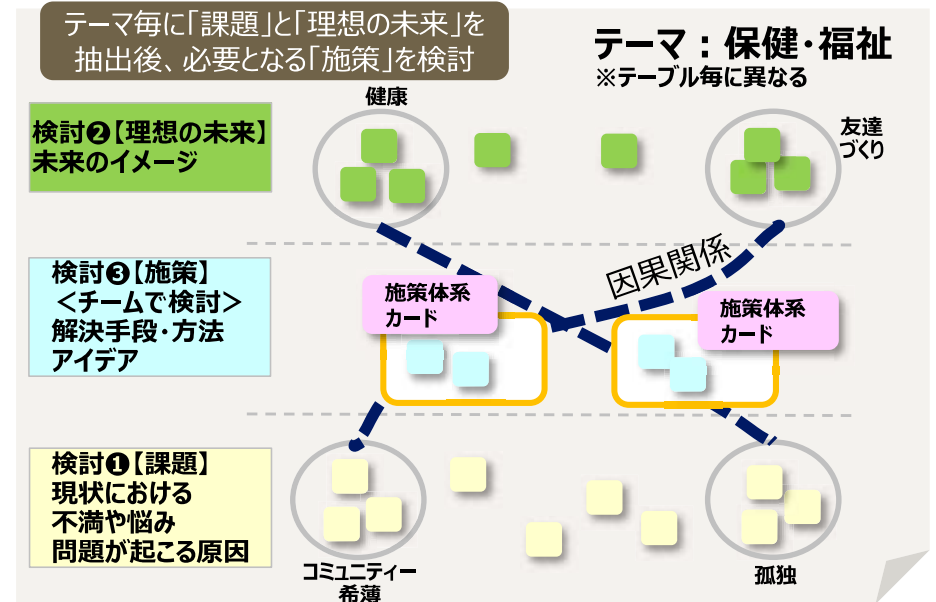 テーマ毎に「課題」と「理想の未来」を
抽出後、必要となる「施策」を検討
テーマ：保健・福祉
※テーブル毎に異なる
検討❷【理想の未来】
未来のイメージ
健康
友達
づくり
検討❸【施策】
＜チームで検討＞
解決手段・方法
アイデア
因果関係
施策体系
カード
施策体系
カード
検討❶【課題】
現状における
不満や悩み
問題が起こる原因
コミュニティー
希薄
孤独